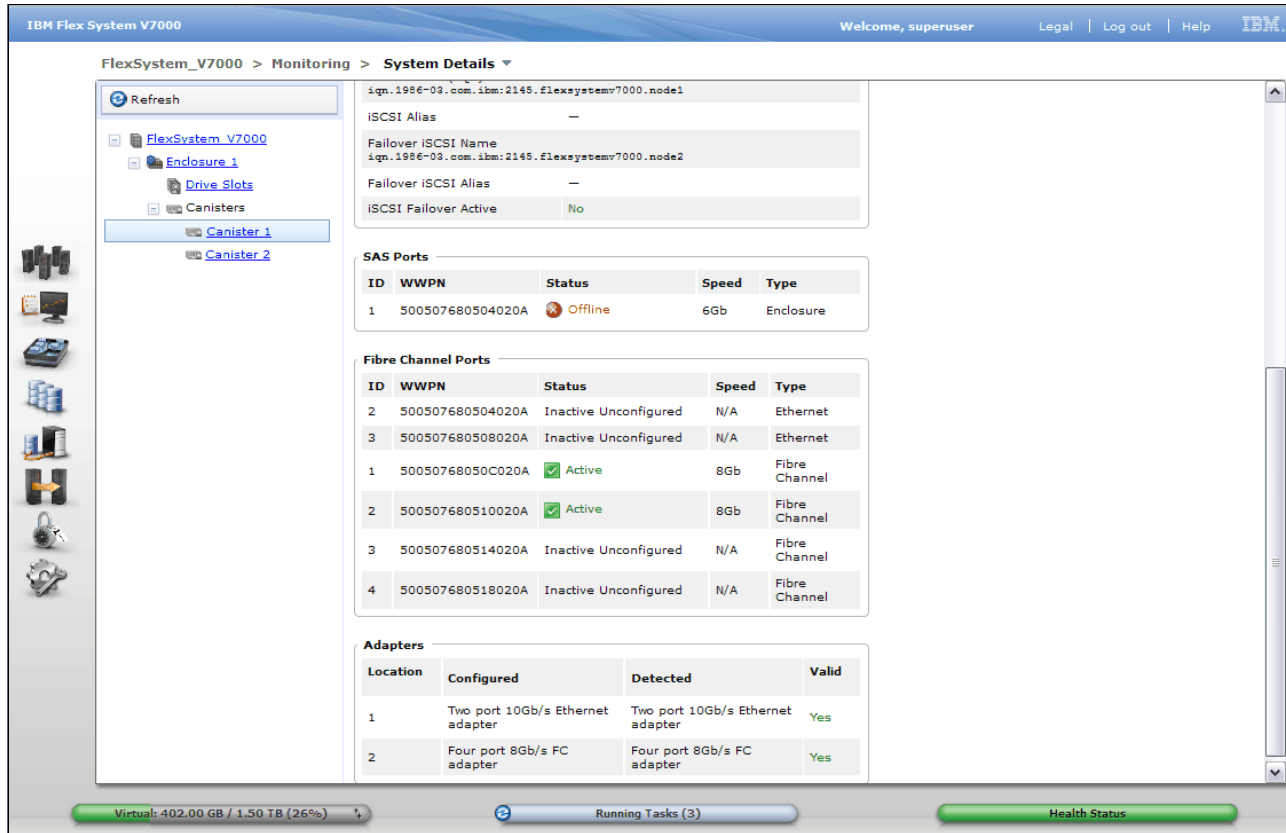 IBM Flex System V7000
Welcome, superuser
Legal | Log out | Help
IBM.
FlexSystem_V7000 > Monitoring > System Details
Refresh
FlexSystem_V7000
Enclosure 1
Drive Slots
Canisters
Canister 1
Canister 2
iqn.1986-03.com.ibm:2145.flexsystemv7000.node1
iSCSI Alias —
Failover iSCSI Name
iqn.1986-03.com.ibm:2145.flexsystemv7000.node2
Failover iSCSI Alias —
iSCSI Failover Active No
SAS Ports
ID WWPN Status Speed Type
1 500507680504020A Offline 6Gb Enclosure
Fibre Channel Ports
ID WWPN Status Speed Type
2 500507680504020A Inactive Unconfigured N/A Ethernet
3 500507680508020A Inactive Unconfigured N/A Ethernet
1 50050768050C020A Active 8Gb Fibre
Channel
2 500507680510020A Active 8Gb Fibre
Channel
3 500507680514020A Inactive Unconfigured N/A Fibre
Channel
4 500507680518020A Inactive Unconfigured N/A Fibre
Channel
Adapters
Location Configured Detected Valid
1 Two port 10Gb/s Ethernet Two port 10Gb/s Ethernet Yes
adapter adapter
2 Four port 8Gb/s FC Four port 8Gb/s FC Yes
adapter adapter
Virtual: 402.00 GB / 1.50 TB (26%)
Running Tasks (3)
Health Status